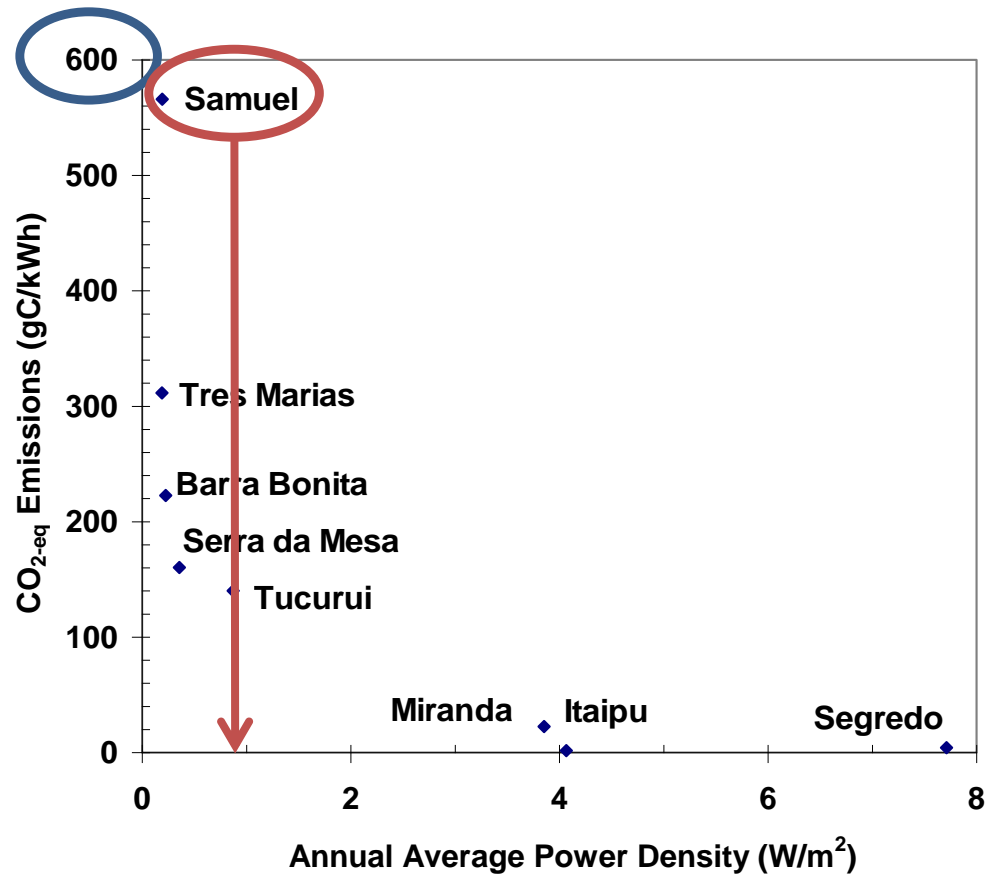 600
Samuel
500
400
300
Tres Marias
Barra Bonita
200
Serra da Mesa
Tucurui
100
Miranda
Itaipu
Segredo
0
0 2 4 6 8
CO2-eq Emissions (gC/kWh)
Annual Average Power Density (W/m²)